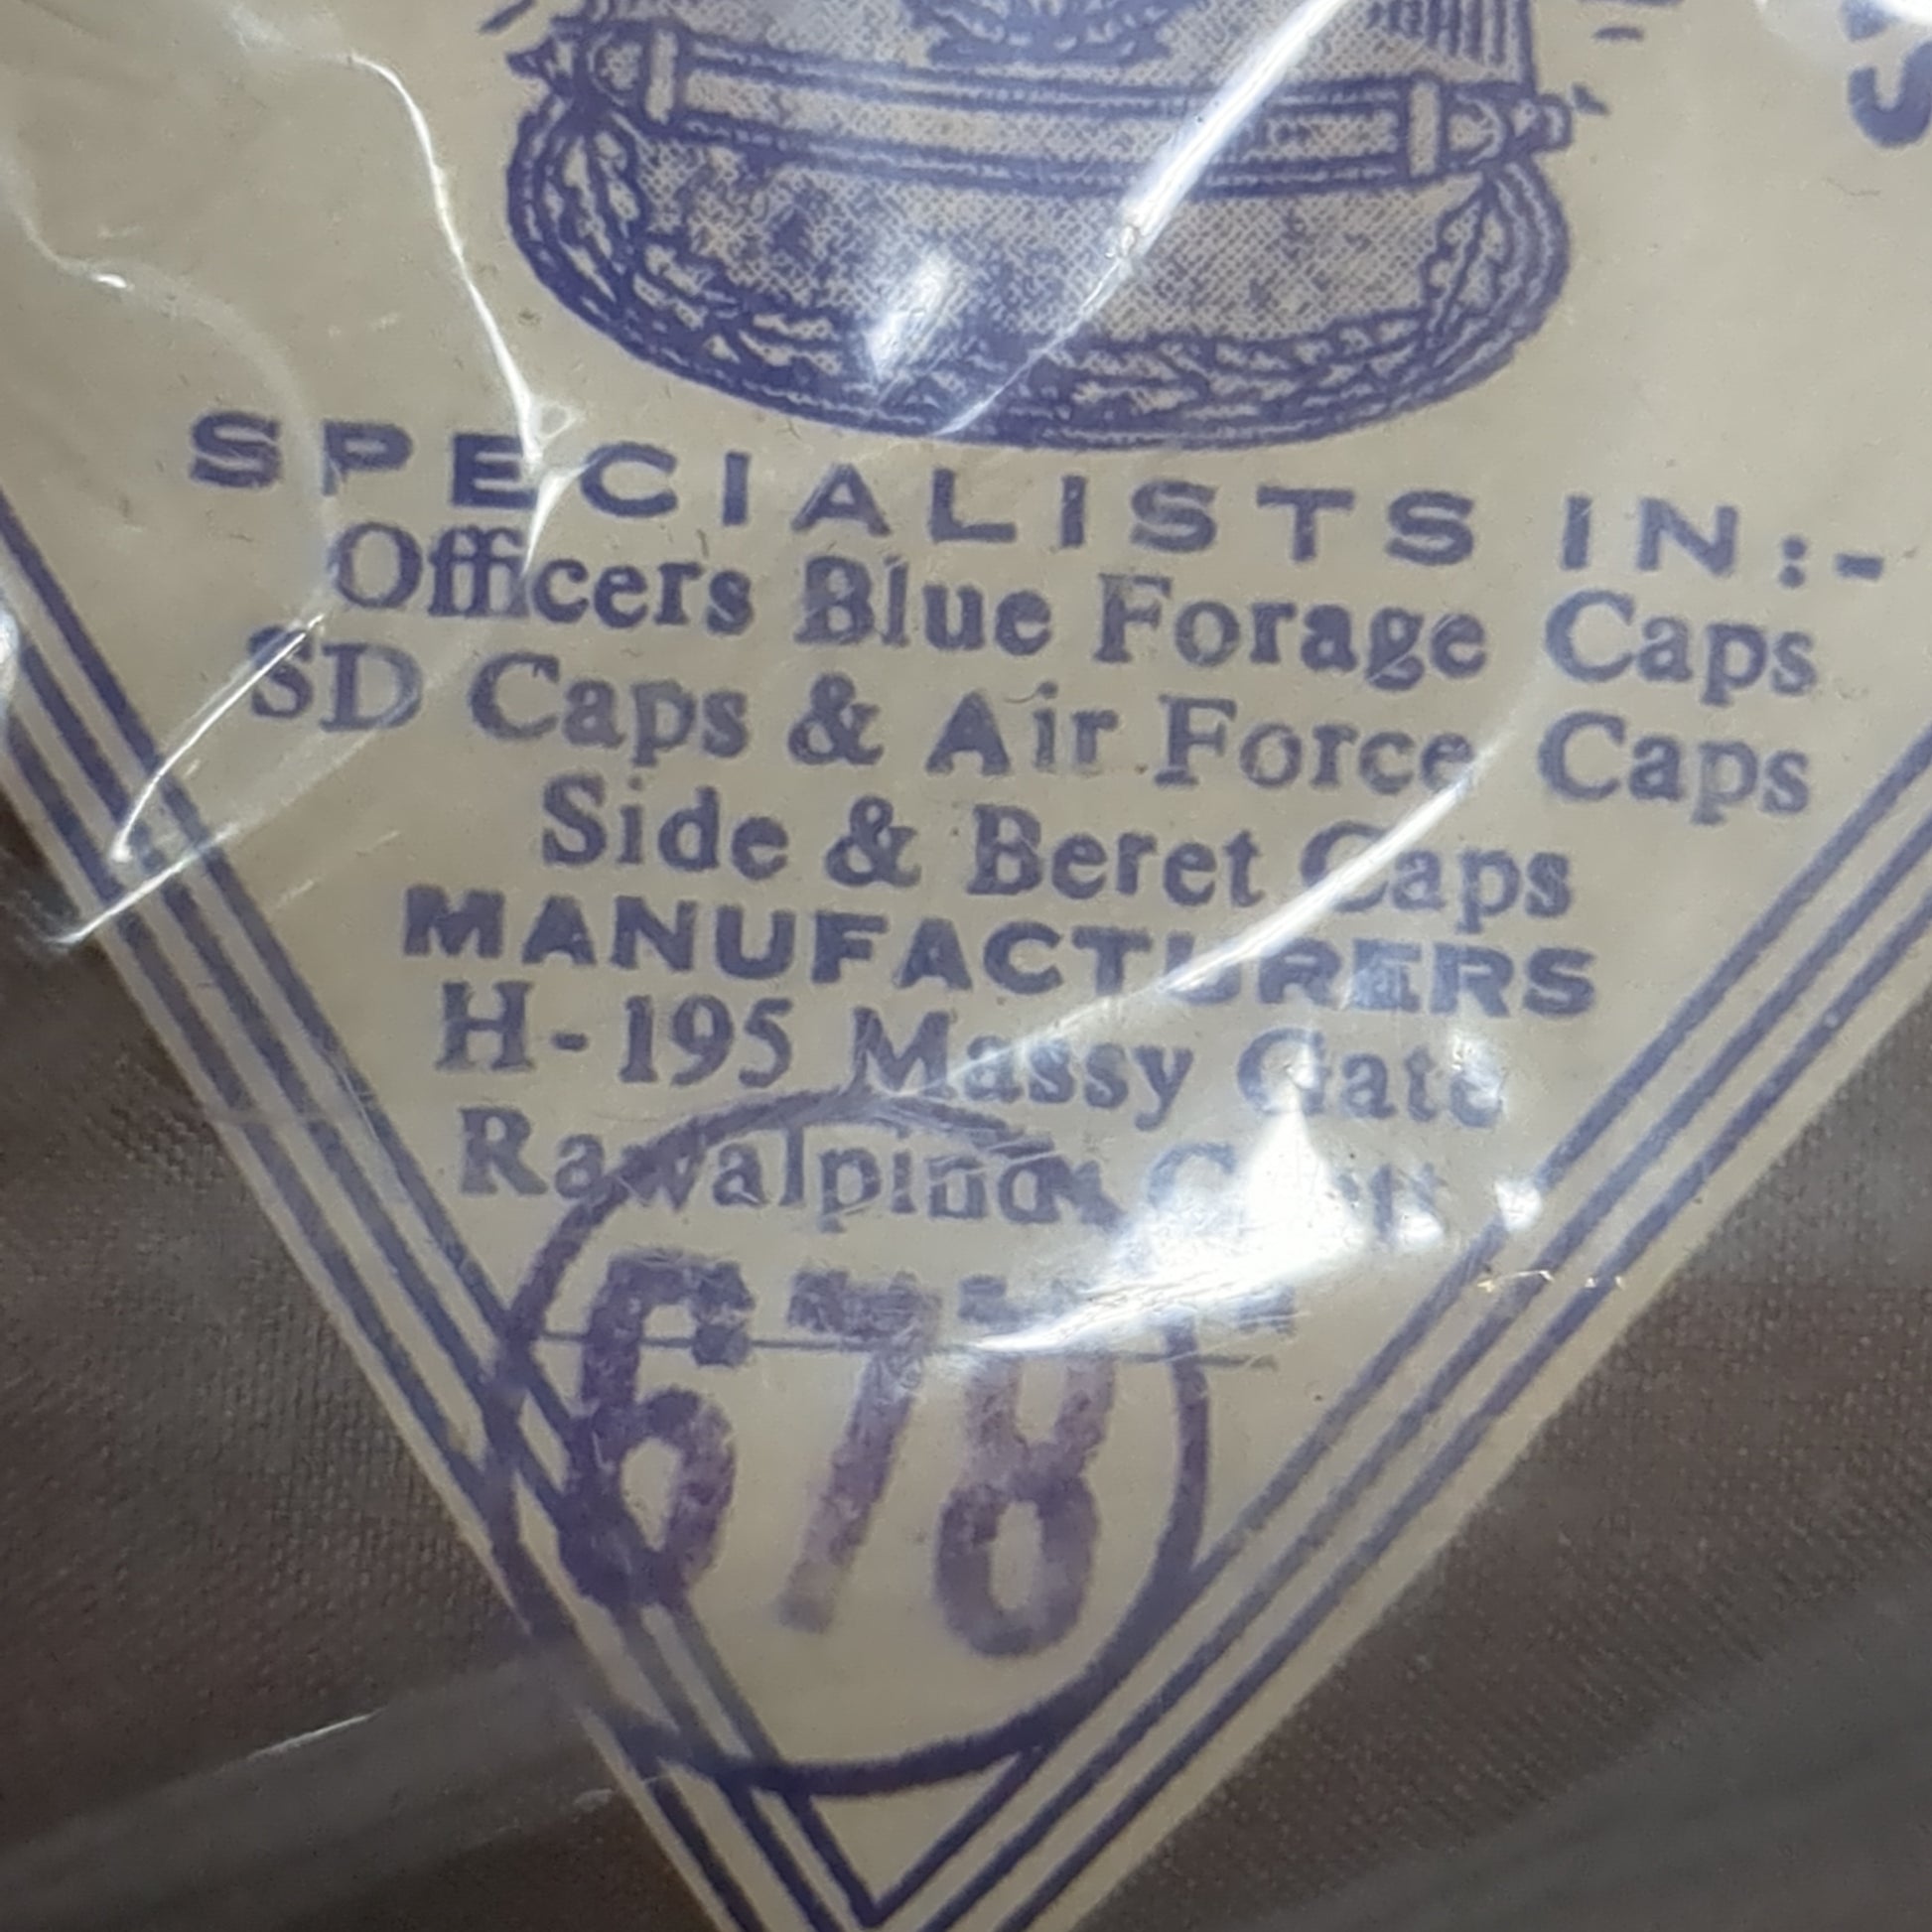 SPECIALISTS IN:-
Officers Blue Forage Caps
SD Caps & Air Force Caps
Side & Beret Caps
MANUFACTURERS
H-195 Massy Gate
Rawalpindi
678